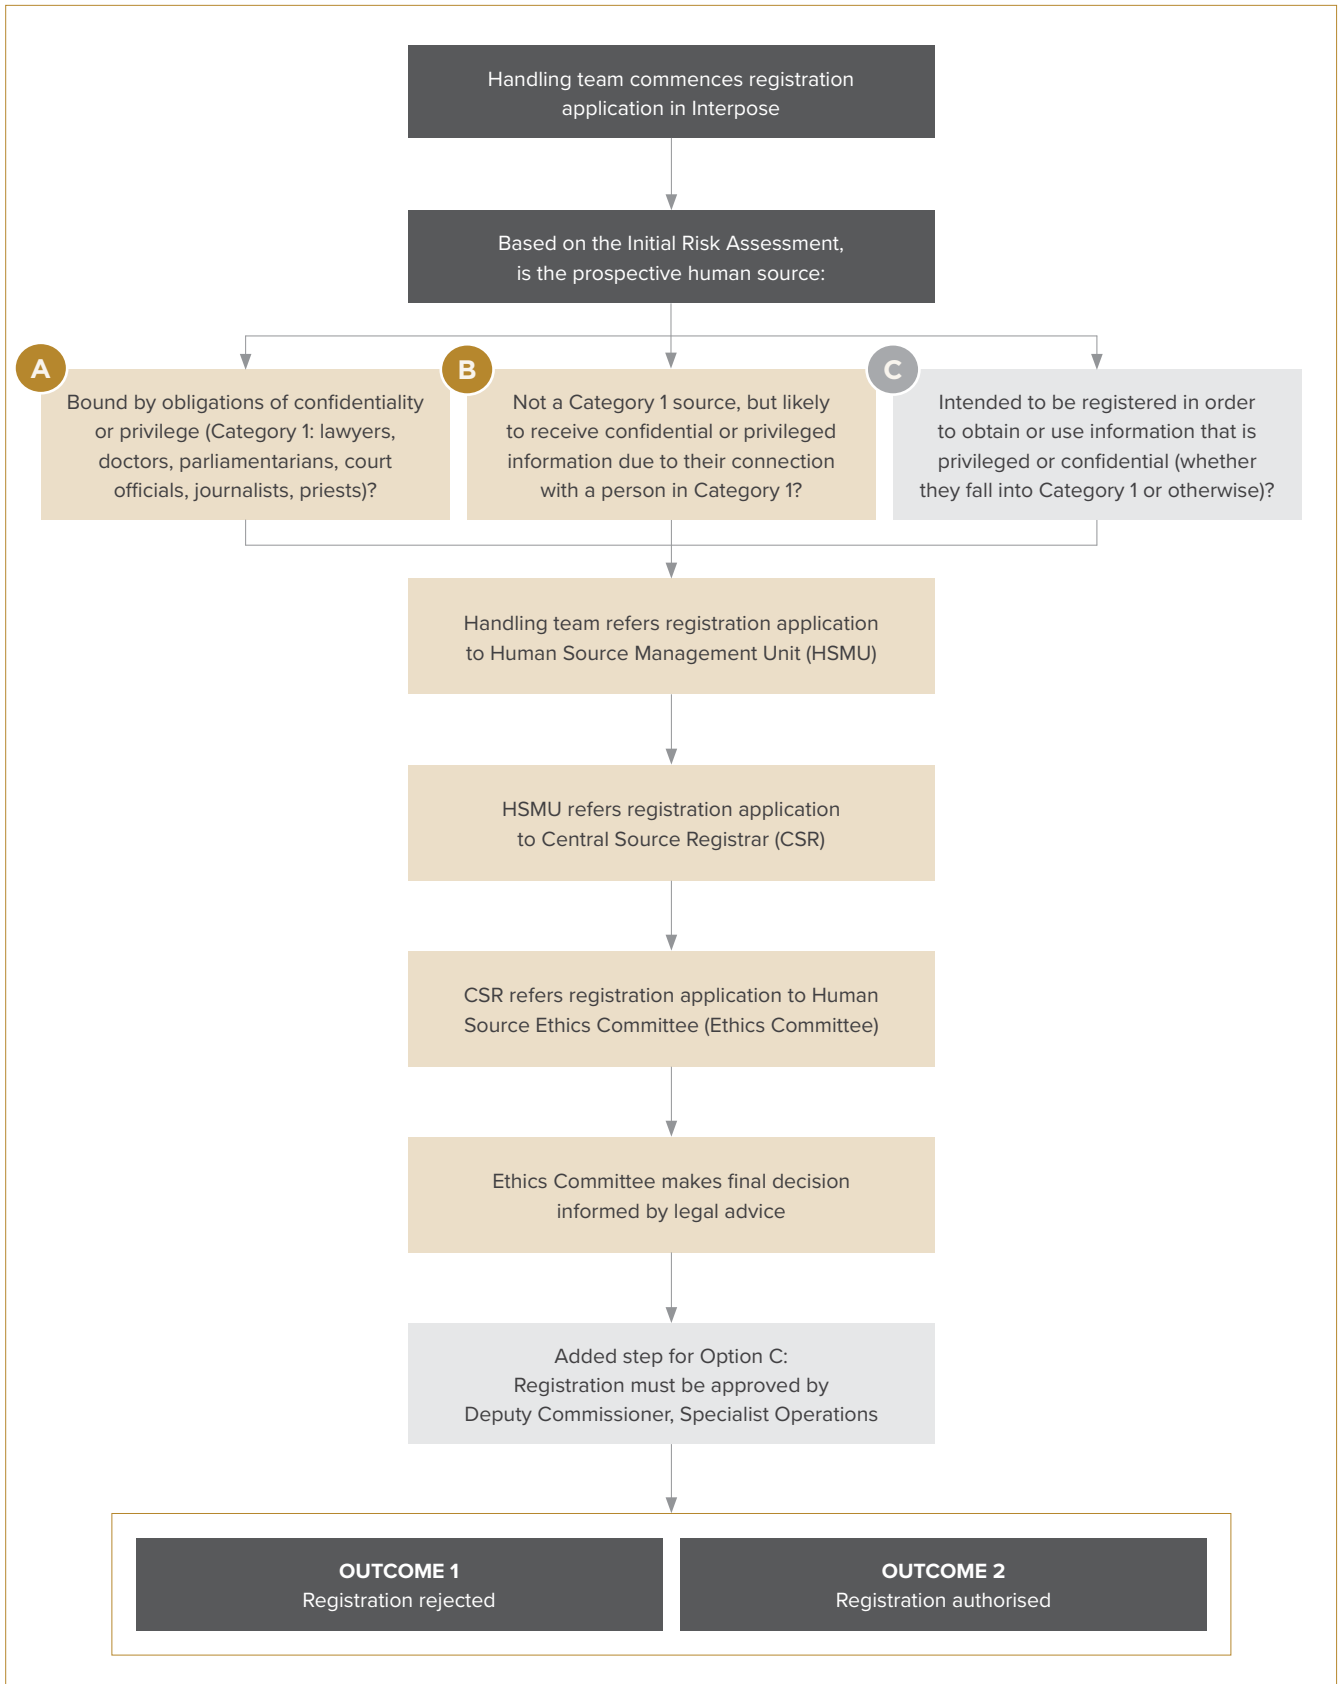 Handling team commences registration
application in Interpose
Based on the Initial Risk Assessment,
is the prospective human source:
A
Bound by obligations of confidentiality
or privilege (Category 1: lawyers,
doctors, parliamentarians, court
officials, journalists, priests)?
B
Not a Category 1 source, but likely
to receive confidential or privileged
information due to their connection
with a person in Category 1?
C
Intended to be registered in order
to obtain or use information that is
privileged or confidential (whether
they fall into Category 1 or otherwise)?
Handling team refers registration application
to Human Source Management Unit (HSMU)
HSMU refers registration application
to Central Source Registrar (CSR)
CSR refers registration application to Human
Source Ethics Committee (Ethics Committee)
Ethics Committee makes final decision
informed by legal advice
Added step for Option C:
Registration must be approved by
Deputy Commissioner, Specialist Operations
OUTCOME 1
Registration rejected
OUTCOME 2
Registration authorised